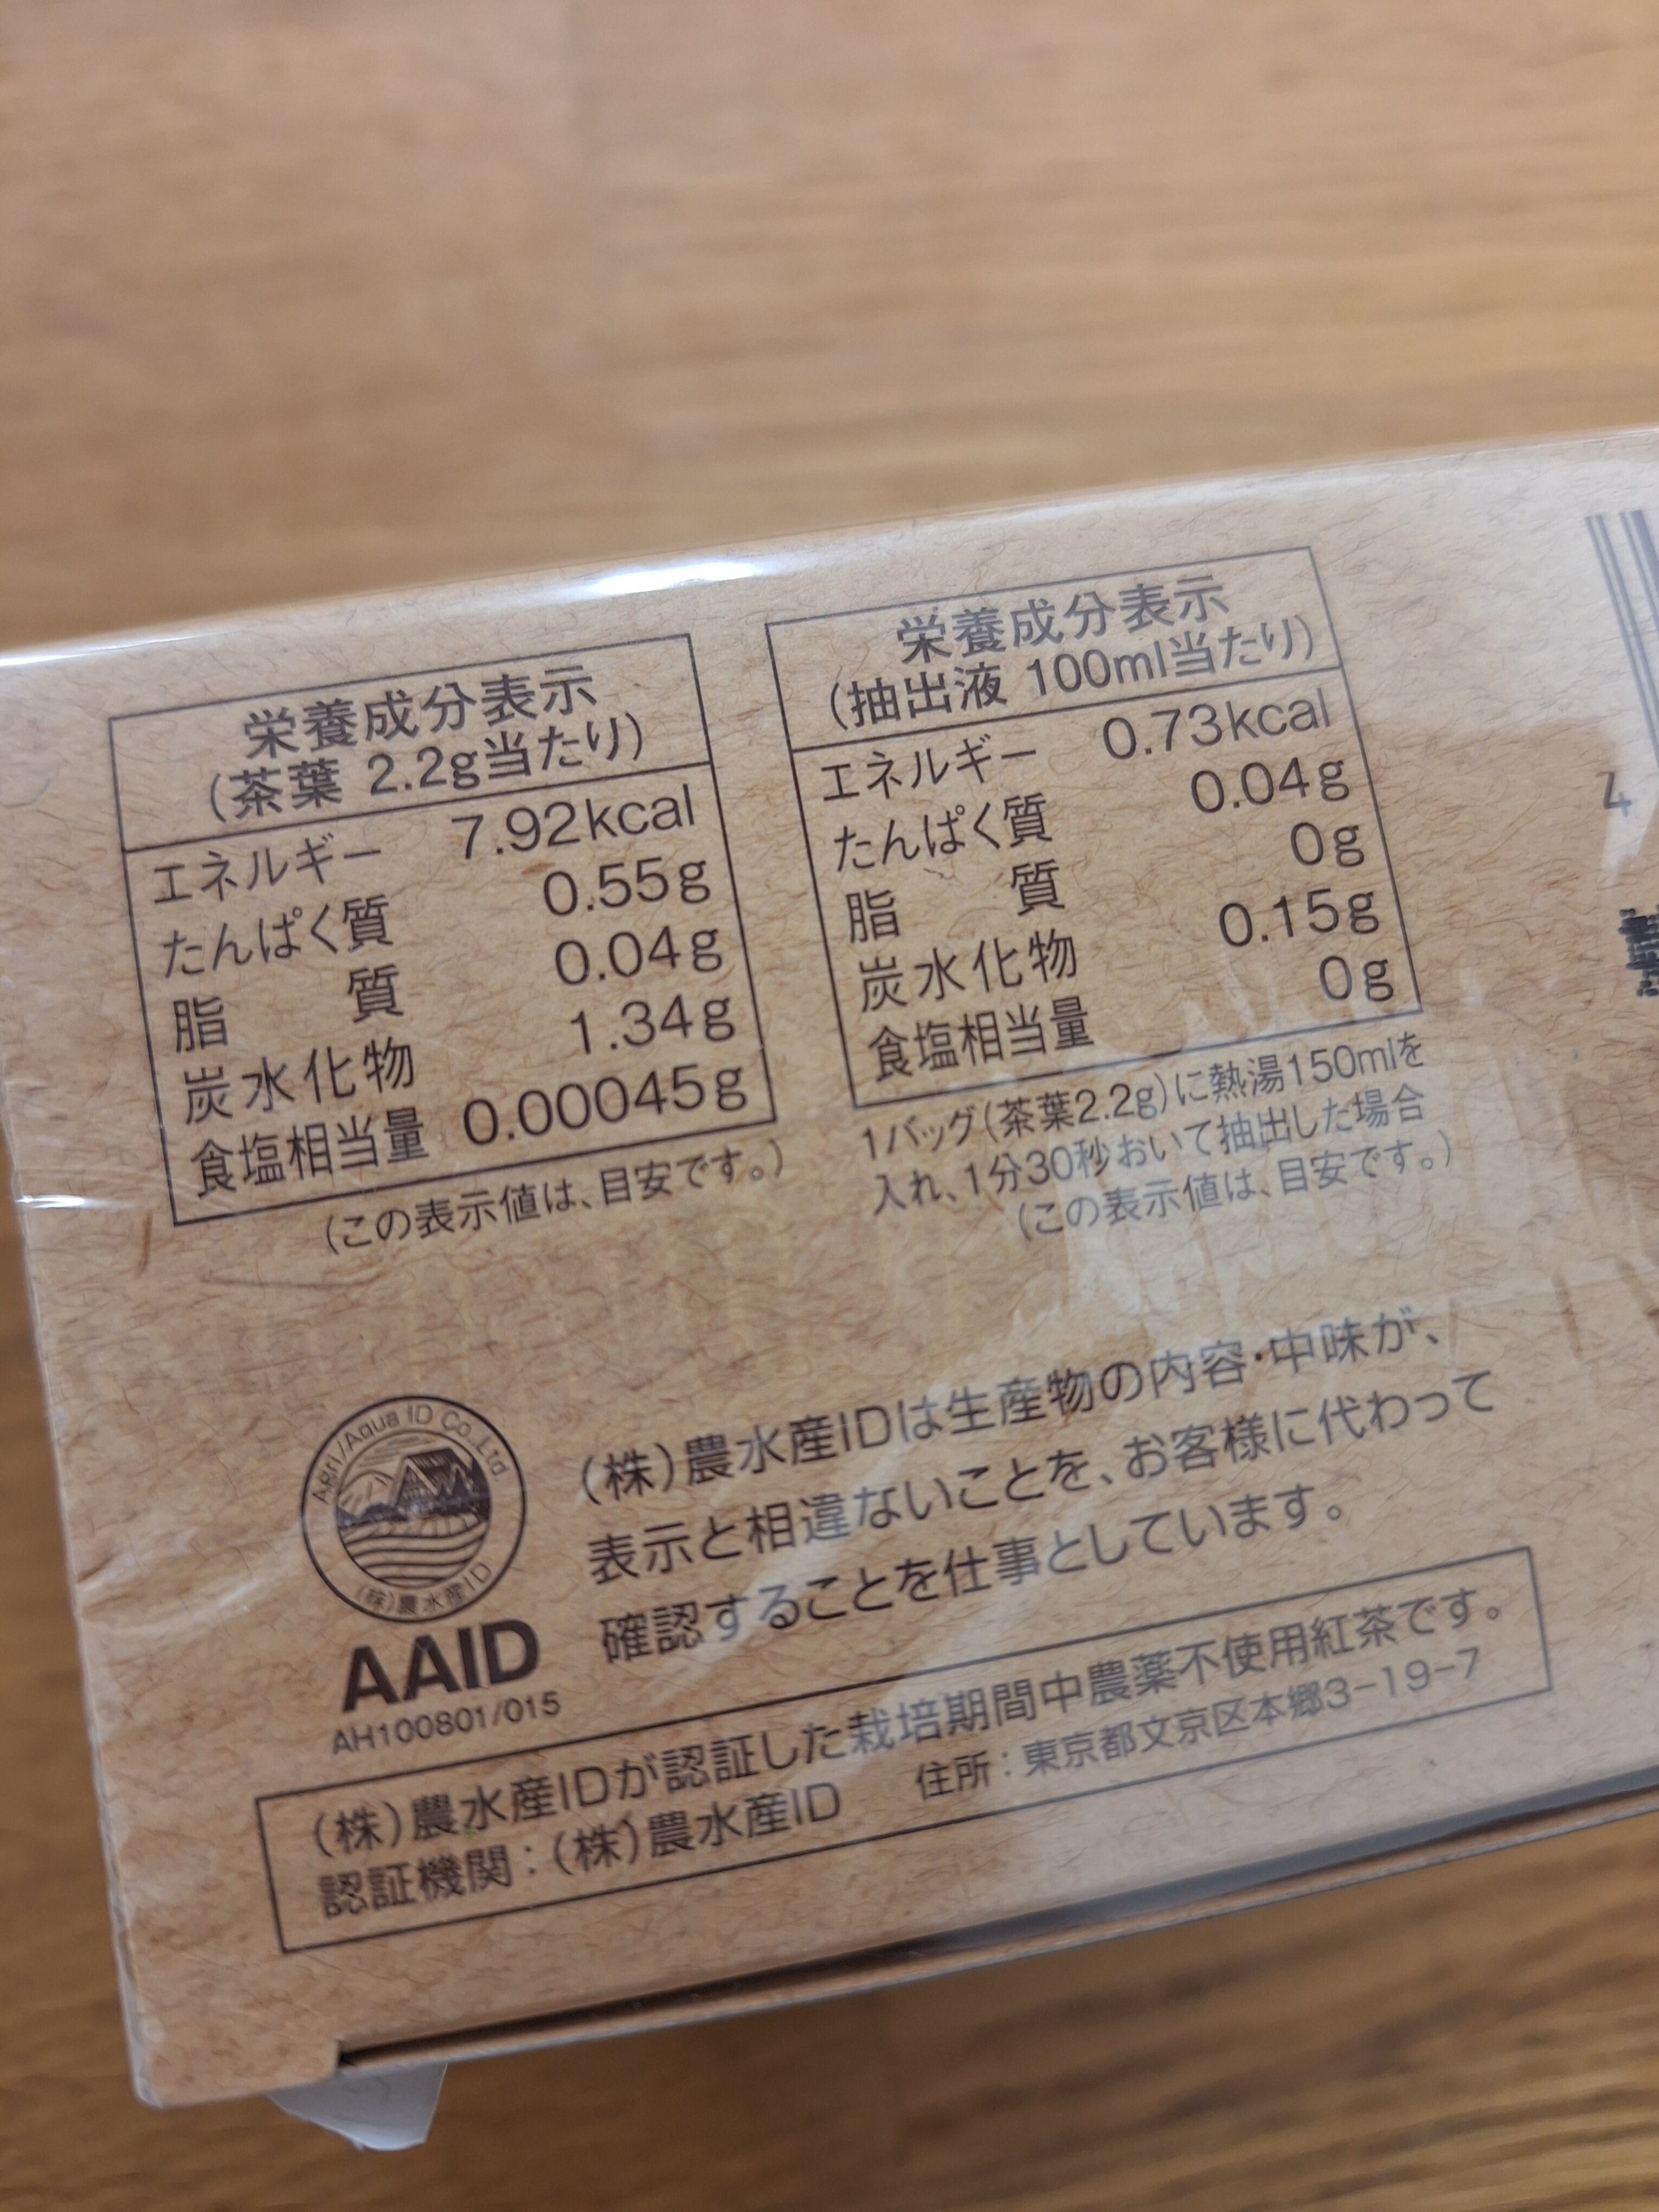 栄養成分表示
(茶葉 2.2g当たり)
エネルギー 7.92kcal
たんぱく質 0.55g
脂質 0.04g
炭水化物 1.34g
食塩相当量 0.00045g
(この表示値は、目安です。)
栄養成分表示
(抽出液 100ml当たり)
エネルギー 0.73kcal
たんぱく質 0.04g
脂質 0g
炭水化物 0.15g
食塩相当量 0g
1バッグ(茶葉2.2g)に熱湯150mlを
入れ、1分30秒おいて抽出した場合
(この表示値は、目安です。)
4
Agri/Aqua ID Co.,Ltd
(株)農水産ID
AAID
AH100801/015
(株)農水産IDは生産物の内容・中味が、
表示と相違ないことを、お客様に代わって
確認することを仕事としています。
(株)農水産IDが認証した栽培期間中農薬不使用紅茶です。
認証機関:(株)農水産ID 住所:東京都文京区本郷3-19-7